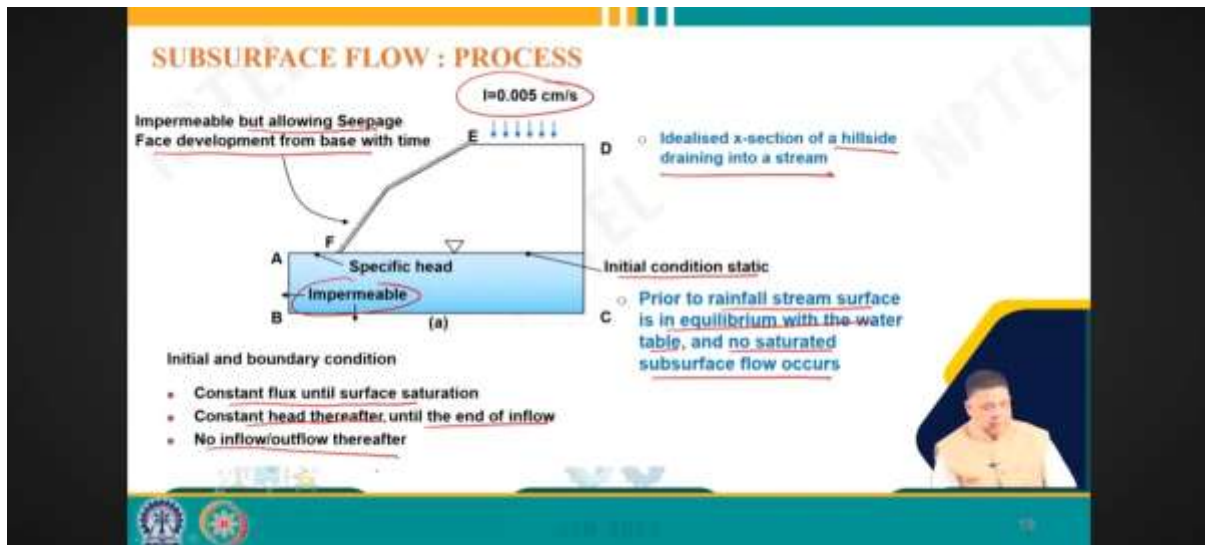 SUBSURFACE FLOW : PROCESS
I=0.005 cm/s
Impermeable but allowing Seepage
Face development from base with time
E
D
○ Idealised x-section of a hillside
draining into a stream
F
A
Specific head
Initial condition static
Impermeable
B
(a)
C
○ Prior to rainfall stream surface
is in equilibrium with the water
table, and no saturated
subsurface flow occurs
Initial and boundary condition
• Constant flux until surface saturation
• Constant head thereafter, until the end of inflow
• No inflow/outflow thereafter
NPTEL
NPTEL